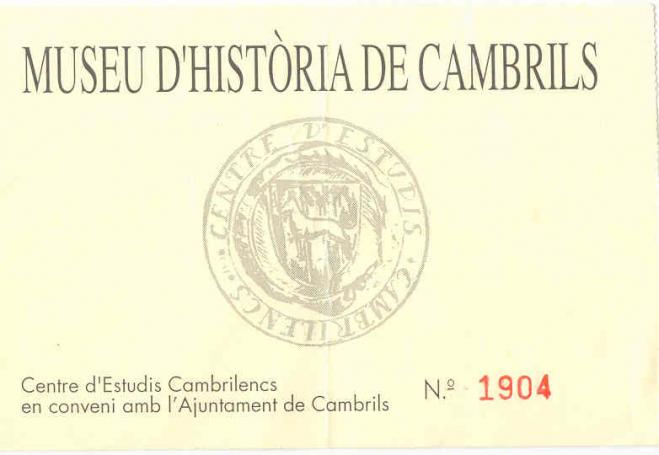 MUSEU D'HISTÒRIA DE CAMBRILS
CENTRE D'ESTUDIS CAMBRILENCS
Centre d'Estudis Cambrilencs
en conveni amb l'Ajuntament de Cambrils
N.º 1904